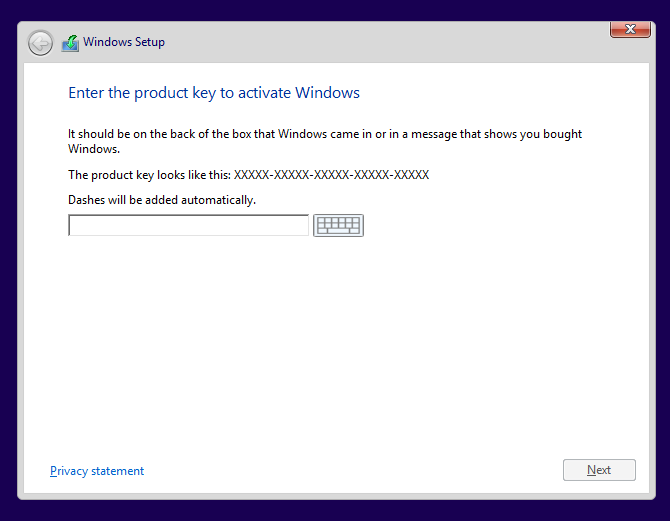 Windows Setup
Enter the product key to activate Windows
It should be on the back of the box that Windows came in or in a message that shows you bought
Windows.
The product key looks like this: XXXXX-XXXXX-XXXXX-XXXXX-XXXXX
Dashes will be added automatically.
Privacy statement
Next